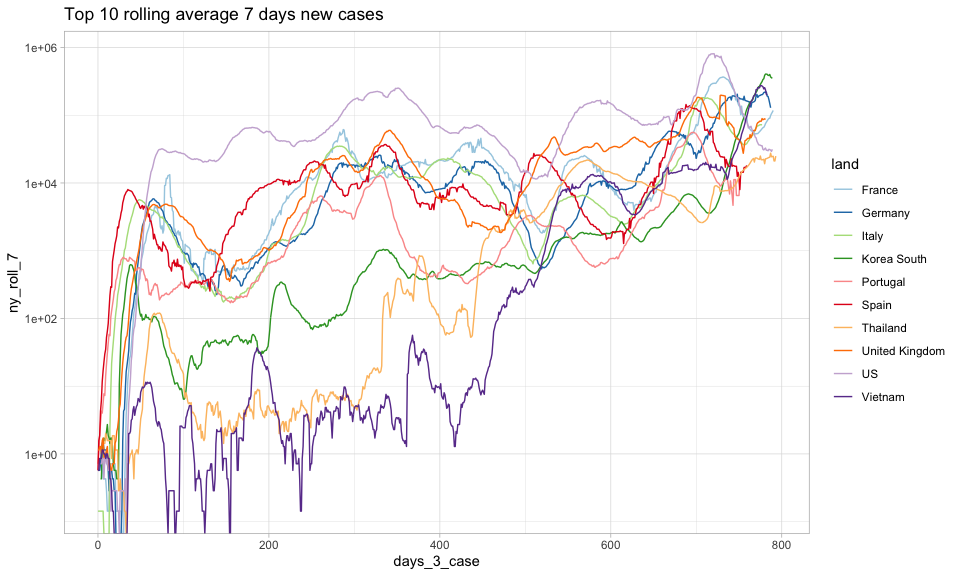 Top 10 rolling average 7 days new cases
1e+06
1e+04
1e+02
1e+00
ny_roll_7
0
200
400
600
800
days_3_case
land
France
Germany
Italy
Korea South
Portugal
Spain
Thailand
United Kingdom
US
Vietnam